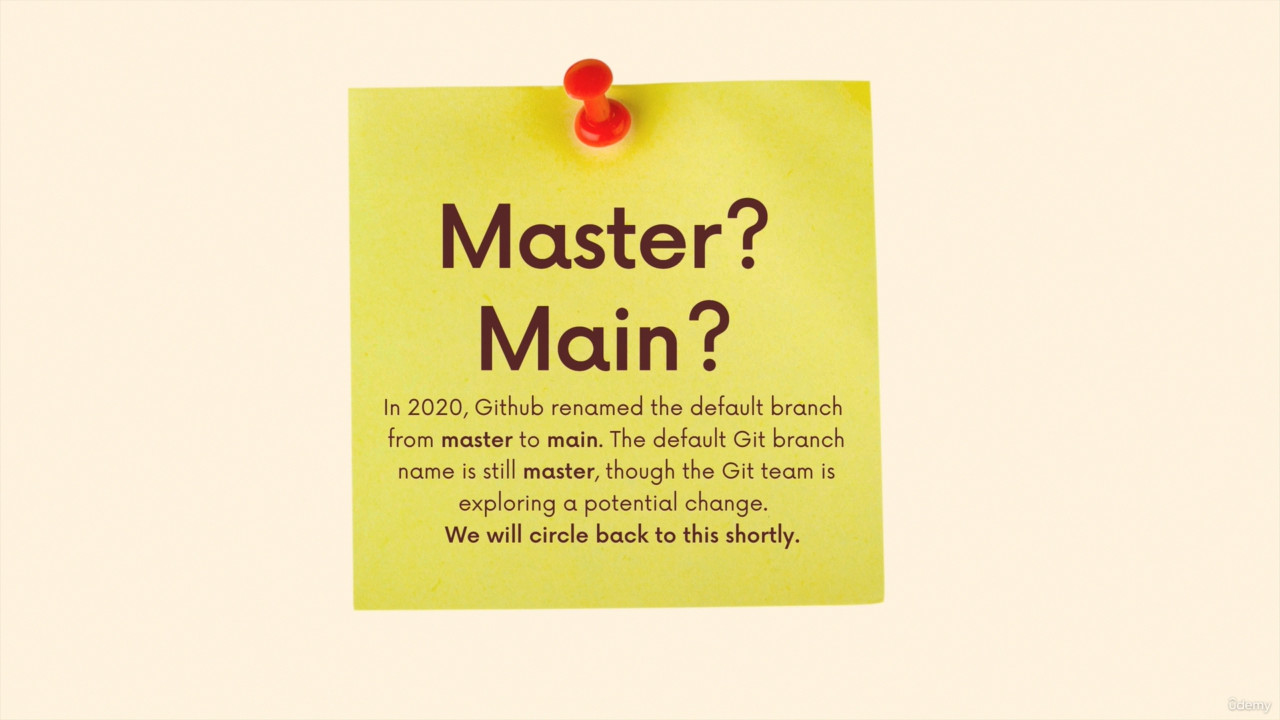 Master?
Main?
In 2020, Github renamed the default branch
from master to main. The default Git branch
name is still master, though the Git team is
exploring a potential change.
We will circle back to this shortly.
ûdemy